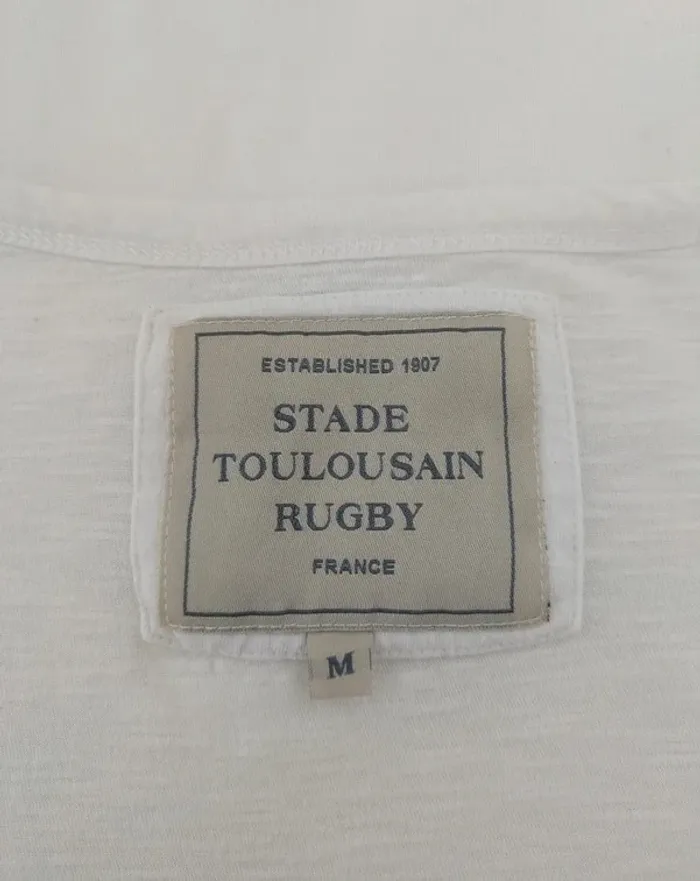 ESTABLISHED 1907
STADE
TOULOUSAIN
RUGBY
FRANCE
M